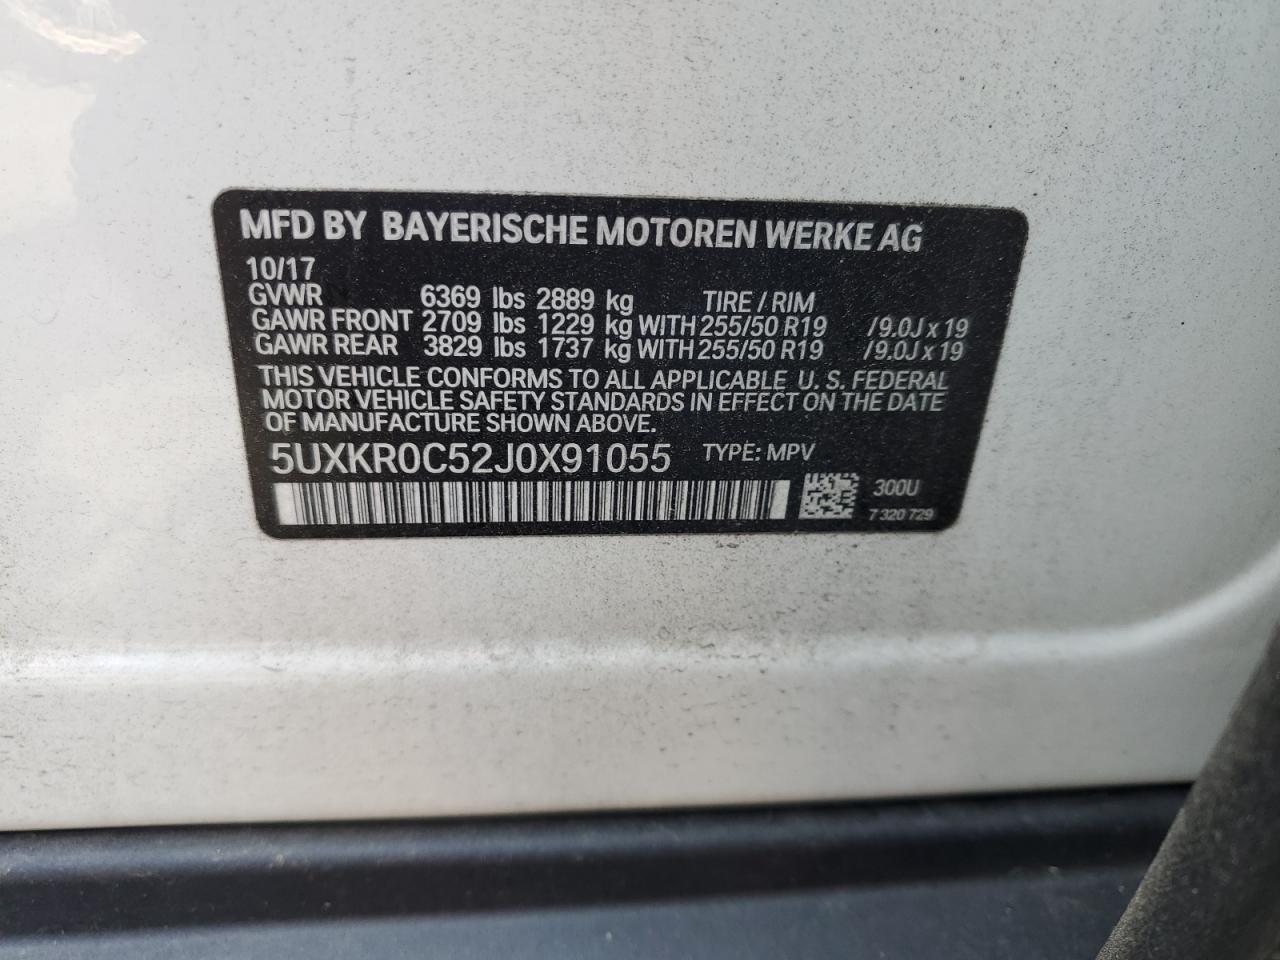 MFD BY BAYERISCHE MOTOREN WERKE AG
10/17
GVWR 6369 lbs 2889 kg TIRE / RIM
GAWR FRONT 2709 lbs 1229 kg WITH 255/50 R19 /9.0J x 19
GAWR REAR 3829 lbs 1737 kg WITH 255/50 R19 /9.0J x 19
THIS VEHICLE CONFORMS TO ALL APPLICABLE U. S. FEDERAL
MOTOR VEHICLE SAFETY STANDARDS IN EFFECT ON THE DATE
OF MANUFACTURE SHOWN ABOVE.
5UXKR0C52J0X91055 TYPE: MPV
300U
7 320 729